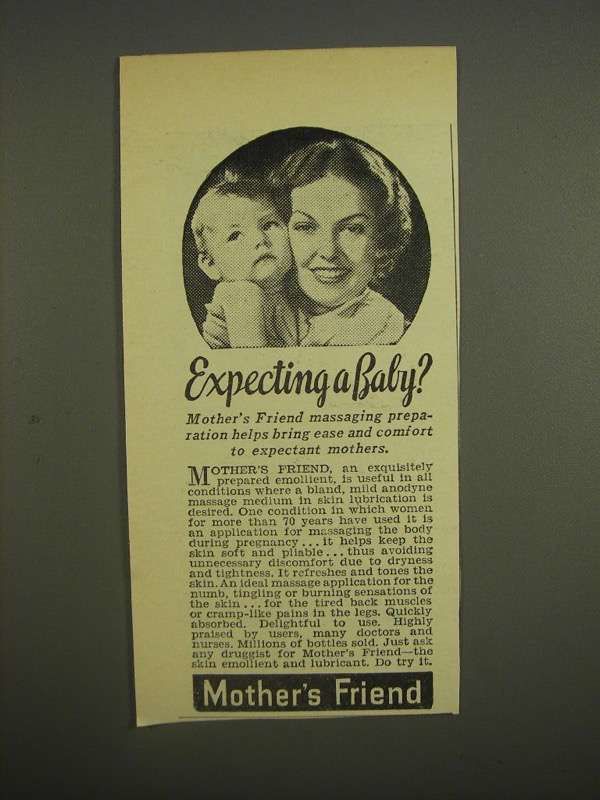 Expecting a Baby?
Mother's Friend massaging prepa-
ration helps bring ease and comfort
to expectant mothers.
MOTHER'S FRIEND, an exquisitely
prepared emollient, is useful in all
conditions where a bland, mild anodyne
massage medium in skin lubrication is
desired. One condition in which women
for more than 70 years have used it is
an application for massaging the body
during pregnancy...it helps keep the
skin soft and pliable...thus avoiding
unnecessary discomfort due to dryness
and tightness. It refreshes and tones the
skin. An ideal massage application for the
numb, tingling or burning sensations of
the skin...for the tired back muscles
or cramp-like pains in the legs. Quickly
absorbed. Delightful to use. Highly
praised by users, many doctors and
nurses. Millions of bottles sold. Just ask
any druggist for Mother's Friend—the
skin emollient and lubricant. Do try it.
Mother's Friend